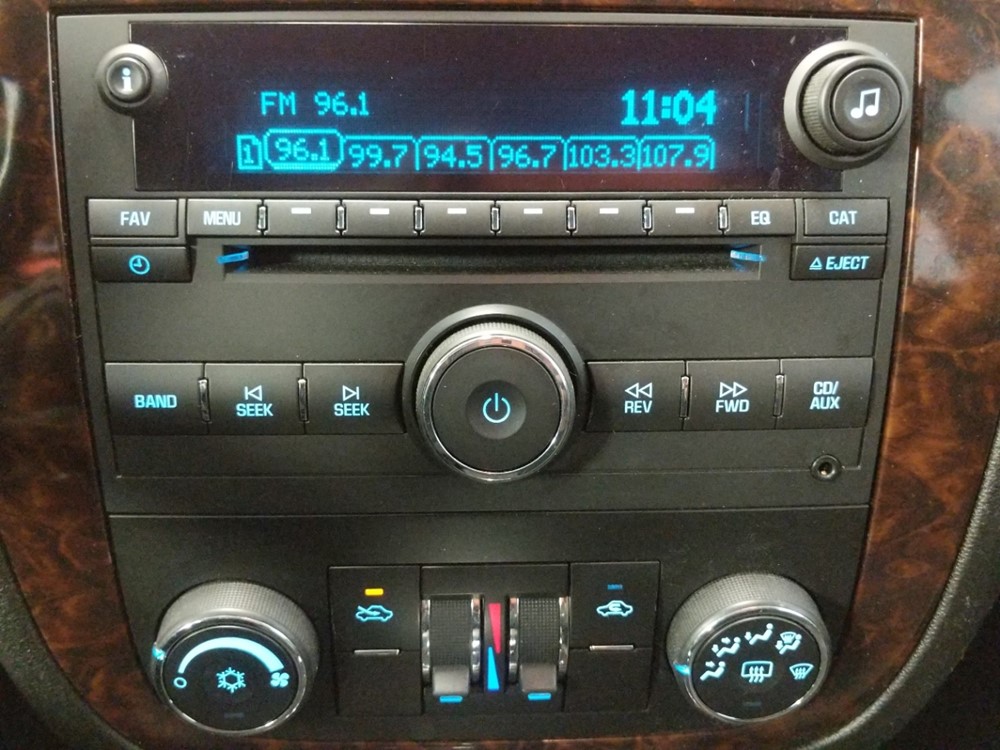 i
FM 96.1 11:04
1 96.1 99.7 94.5 96.7 103.3 107.9
FAV MENU EQ CAT
EJECT
BAND SEEK SEEK REV FWD CD/
AUX